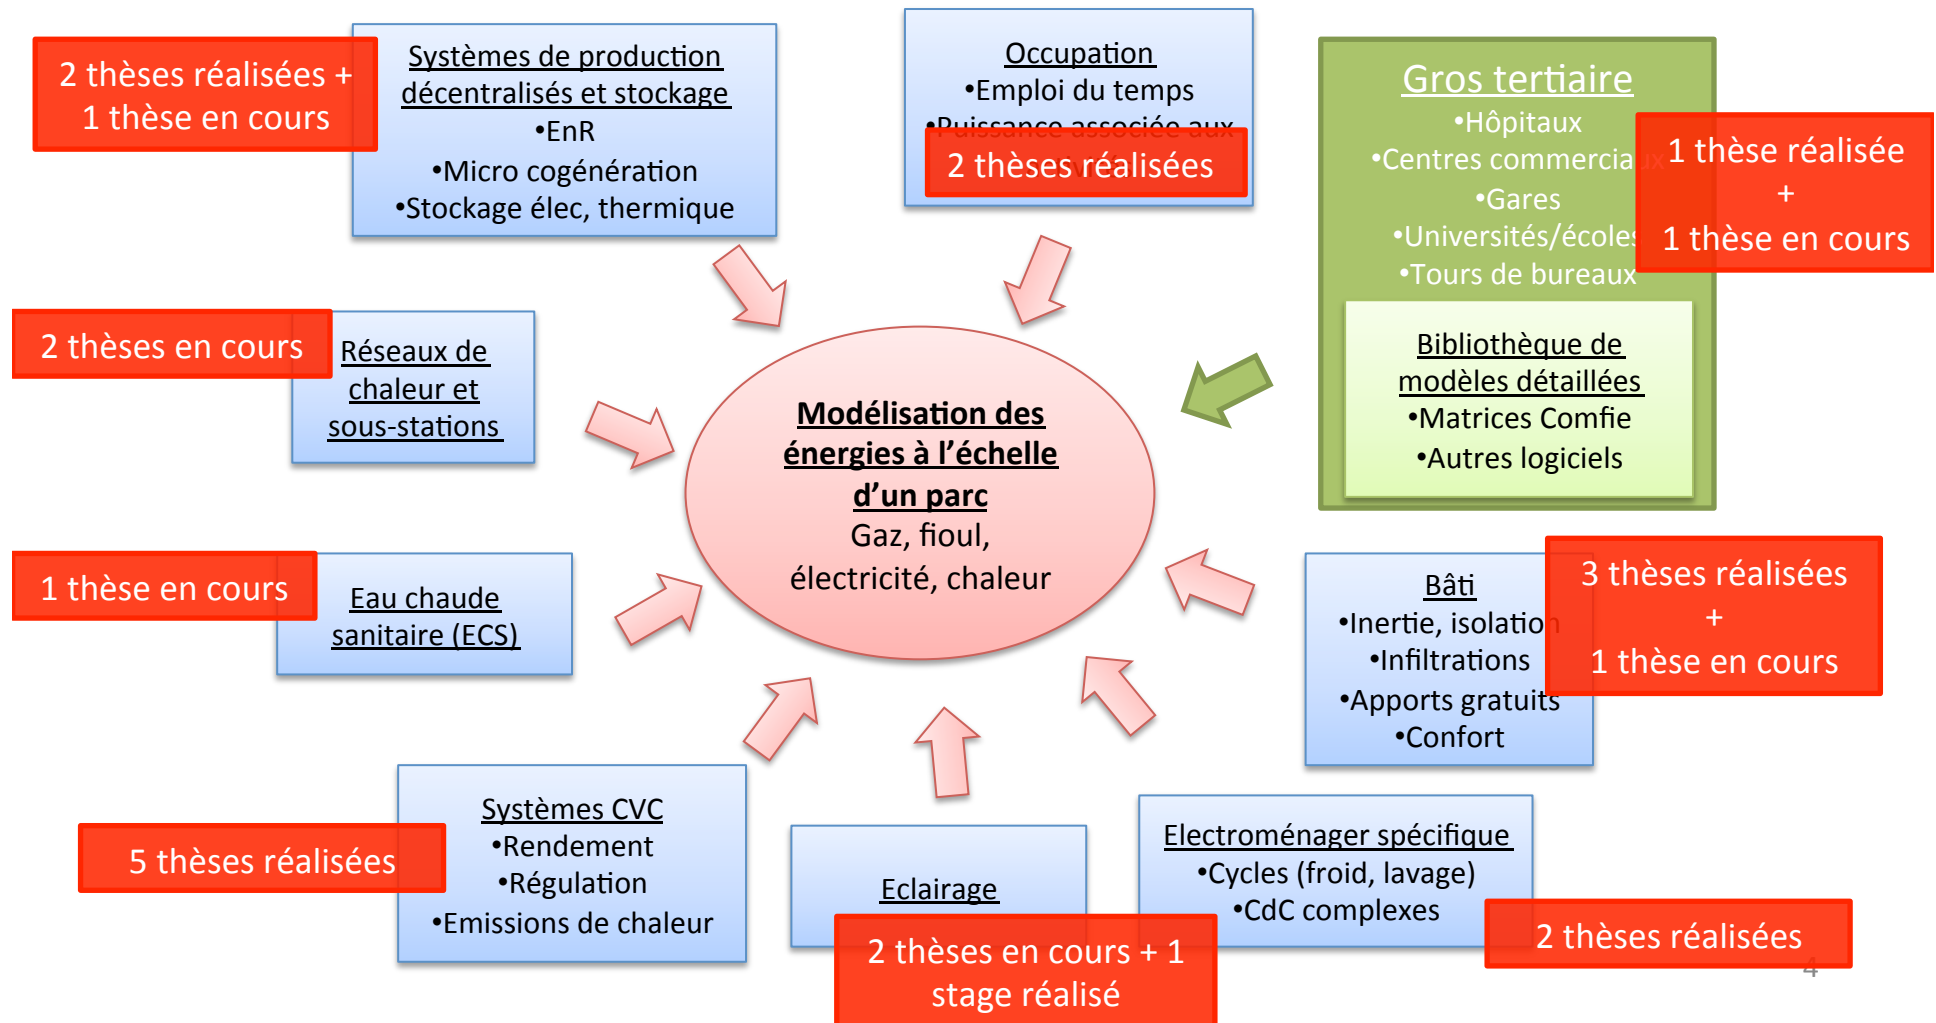 2 thèses réalisées +
1 thèse en cours
Systèmes de production
décentralisés et stockage
•EnR
•Micro cogénération
•Stockage élec, thermique
Occupation
•Emploi du temps
•Puissance associée aux
2 thèses réalisées
Gros tertiaire
•Hôpitaux
•Centres commerciaux
•Gares
•Universités/écoles
•Tours de bureaux
1 thèse réalisée
+
1 thèse en cours
Bibliothèque de
modèles détaillées
•Matrices Comfie
•Autres logiciels
2 thèses en cours
Réseaux de
chaleur et
sous-stations
Modélisation des
énergies à l’échelle
d’un parc
Gaz, fioul,
électricité, chaleur
1 thèse en cours
Eau chaude
sanitaire (ECS)
Bâti
•Inertie, isolation
•Infiltrations
•Apports gratuits
•Confort
3 thèses réalisées
+
1 thèse en cours
5 thèses réalisées
Systèmes CVC
•Rendement
•Régulation
•Emissions de chaleur
Eclairage
2 thèses en cours + 1
stage réalisé
Electroménager spécifique
•Cycles (froid, lavage)
•CdC complexes
2 thèses réalisées
4